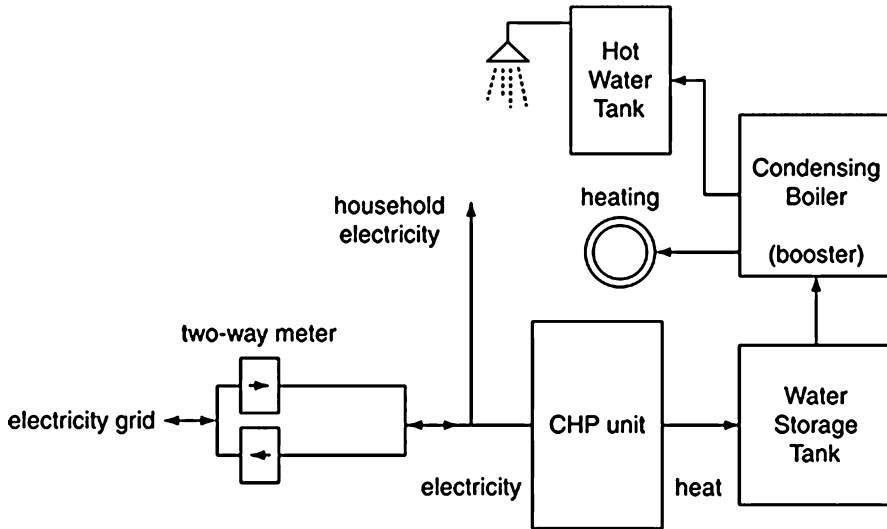 Hot
Water
Tank
Condensing
Boiler
(booster)
heating
household
electricity
two-way meter
electricity grid
CHP unit
Water
Storage
Tank
electricity
heat